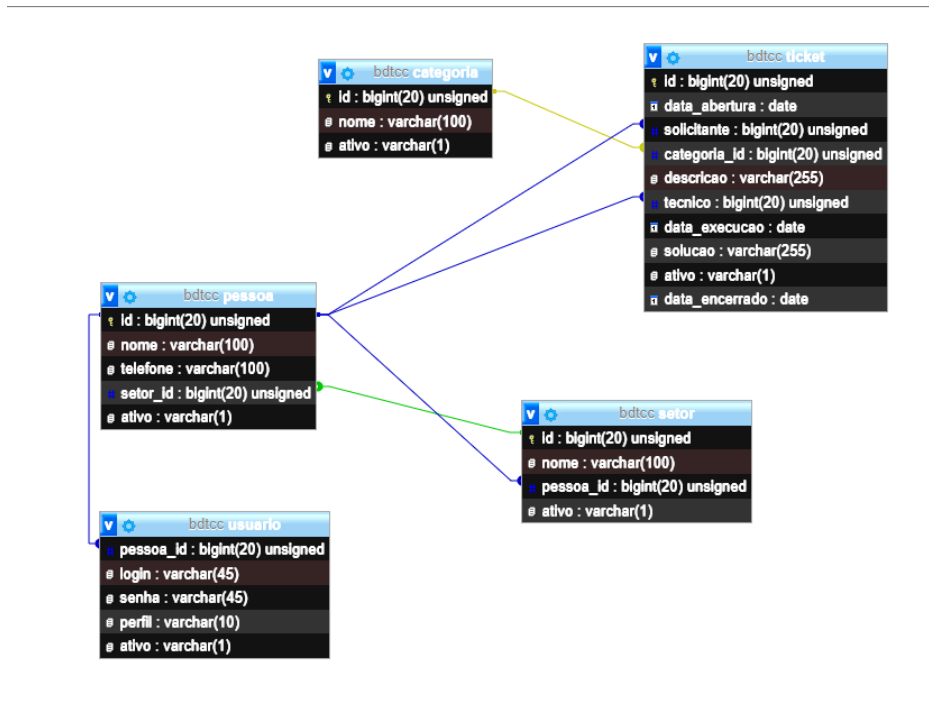 v bdtcc categoria
id : bigint(20) unsigned
nome : varchar(100)
ativo : varchar(1)
v bdtcc ticket
id : bigint(20) unsigned
data_abertura : date
# solicitante : bigint(20) unsigned
# categoria_id : bigint(20) unsigned
descricao : varchar(255)
# tecnico : bigint(20) unsigned
data_execucao : date
solucao : varchar(255)
ativo : varchar(1)
data_encerrado : date
v bdtcc pessoa
id : bigint(20) unsigned
nome : varchar(100)
telefone : varchar(100)
# setor_id : bigint(20) unsigned
ativo : varchar(1)
v bdtcc setor
id : bigint(20) unsigned
nome : varchar(100)
# pessoa_id : bigint(20) unsigned
ativo : varchar(1)
v bdtcc usuario
# pessoa_id : bigint(20) unsigned
login : varchar(45)
senha : varchar(45)
perfil : varchar(10)
ativo : varchar(1)